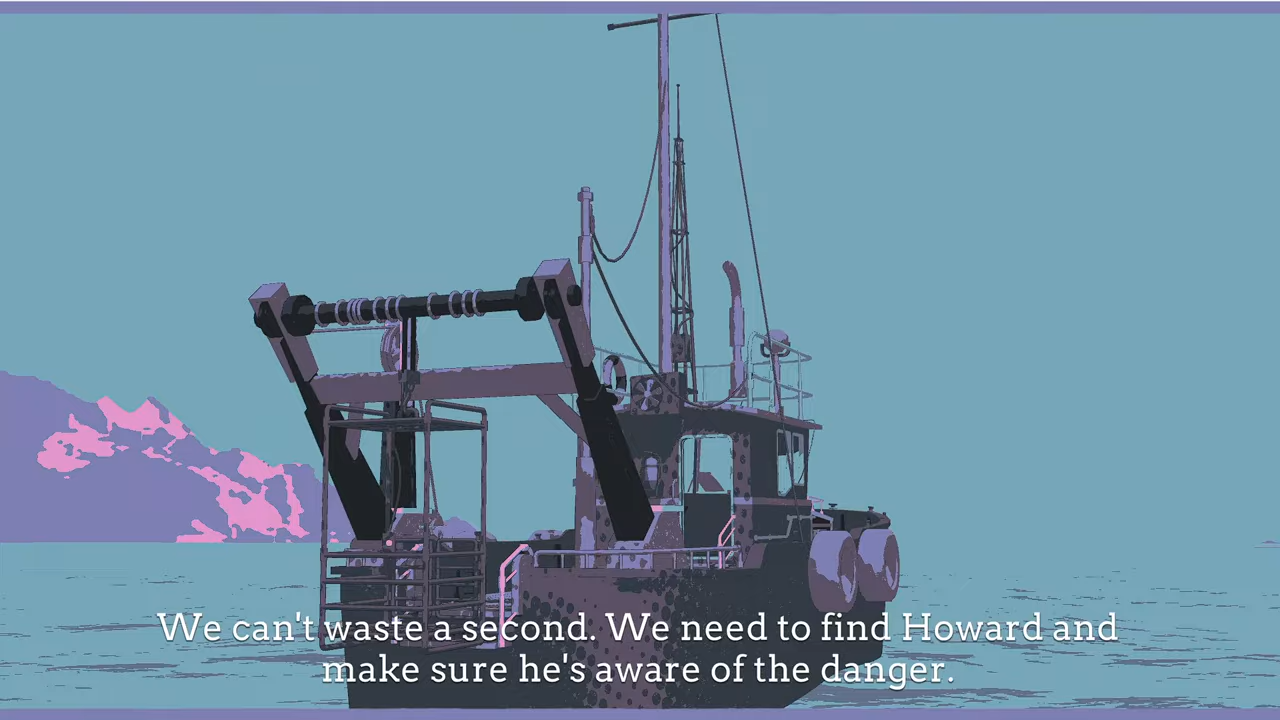 We can't waste a second. We need to find Howard and
make sure he's aware of the danger.